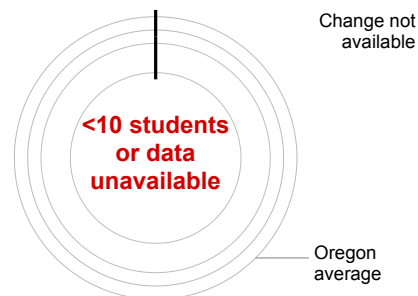 Change not
available
<10 students
or data
unavailable
Oregon
average